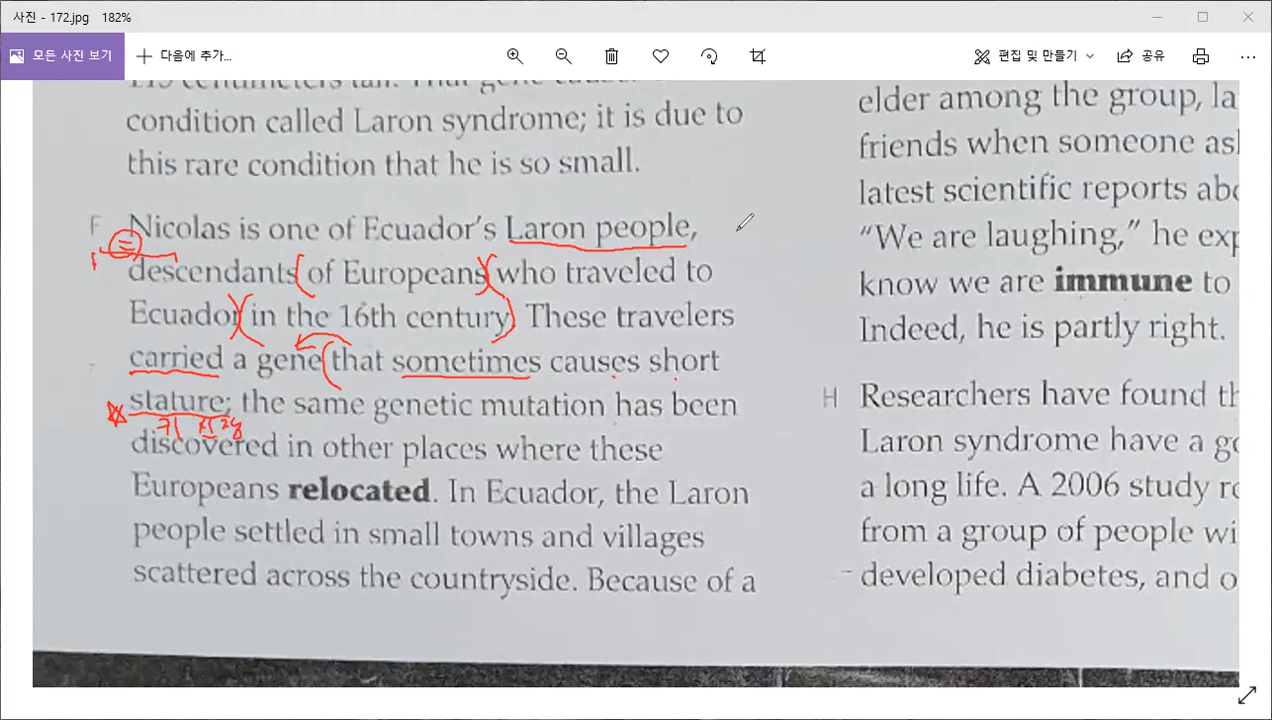 사진 - 172.jpg 182%
모든 사진 보기 다음에 추가... 편집 및 만들기 공유
condition called Laron syndrome; it is due to
this rare condition that he is so small.
F Nicolas is one of Ecuador's Laron people,
=
descendants of Europeans who traveled to
Ecuador in the 16th century. These travelers
carried a gene that sometimes causes short
stature; the same genetic mutation has been
discovered in other places where these
Europeans relocated. In Ecuador, the Laron
people settled in small towns and villages
scattered across the countryside. Because of a
elder among the group, la
friends when someone as
latest scientific reports abo
"We are laughing," he exp
know we are immune to
Indeed, he is partly right.
H Researchers have found th
Laron syndrome have a go
a long life. A 2006 study re
from a group of people wi
developed diabetes, and o